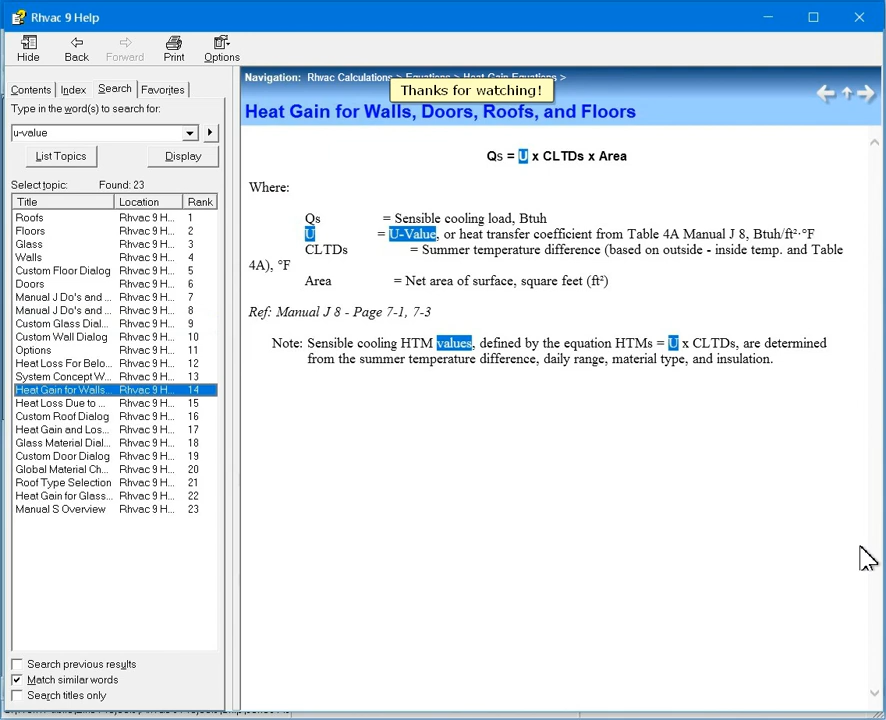 Rhvac 9 Help
Hide Back Forward Print Options
Contents Index Search Favorites
Type in the word(s) to search for:
u-value
List Topics Display
Select topic: Found: 23
Title Location Rank
Roofs Rhvac 9 H... 1
Floors Rhvac 9 H... 2
Glass Rhvac 9 H... 3
Walls Rhvac 9 H... 4
Custom Floor Dialog Rhvac 9 H... 5
Doors Rhvac 9 H... 6
Manual J Do's and ... Rhvac 9 H... 7
Manual J Do's and ... Rhvac 9 H... 8
Custom Glass Dial... Rhvac 9 H... 9
Custom Wall Dialog Rhvac 9 H... 10
Options Rhvac 9 H... 11
Heat Loss For Belo... Rhvac 9 H... 12
System Concept W... Rhvac 9 H... 13
Heat Gain for Walls... Rhvac 9 H... 14
Heat Loss Due to ... Rhvac 9 H... 15
Custom Roof Dialog Rhvac 9 H... 16
Heat Gain and Los... Rhvac 9 H... 17
Glass Material Dial... Rhvac 9 H... 18
Custom Door Dialog Rhvac 9 H... 19
Global Material Ch... Rhvac 9 H... 20
Roof Type Selection Rhvac 9 H... 21
Heat Gain for Glass... Rhvac 9 H... 22
Manual S Overview Rhvac 9 H... 23
Search previous results
Match similar words
Search titles only
Navigation: Rhvac Calculations > Equations > Heat Gain Equations >
Thanks for watching!
Heat Gain for Walls, Doors, Roofs, and Floors
Qs = U x CLTDs x Area
Where:
Qs = Sensible cooling load, Btuh
U = U-Value, or heat transfer coefficient from Table 4A Manual J 8, Btuh/ft²·°F
CLTDs = Summer temperature difference (based on outside - inside temp. and Table
4A), °F
Area = Net area of surface, square feet (ft²)
Ref: Manual J 8 - Page 7-1, 7-3
Note: Sensible cooling HTM values, defined by the equation HTMs = U x CLTDs, are determined
from the summer temperature difference, daily range, material type, and insulation.